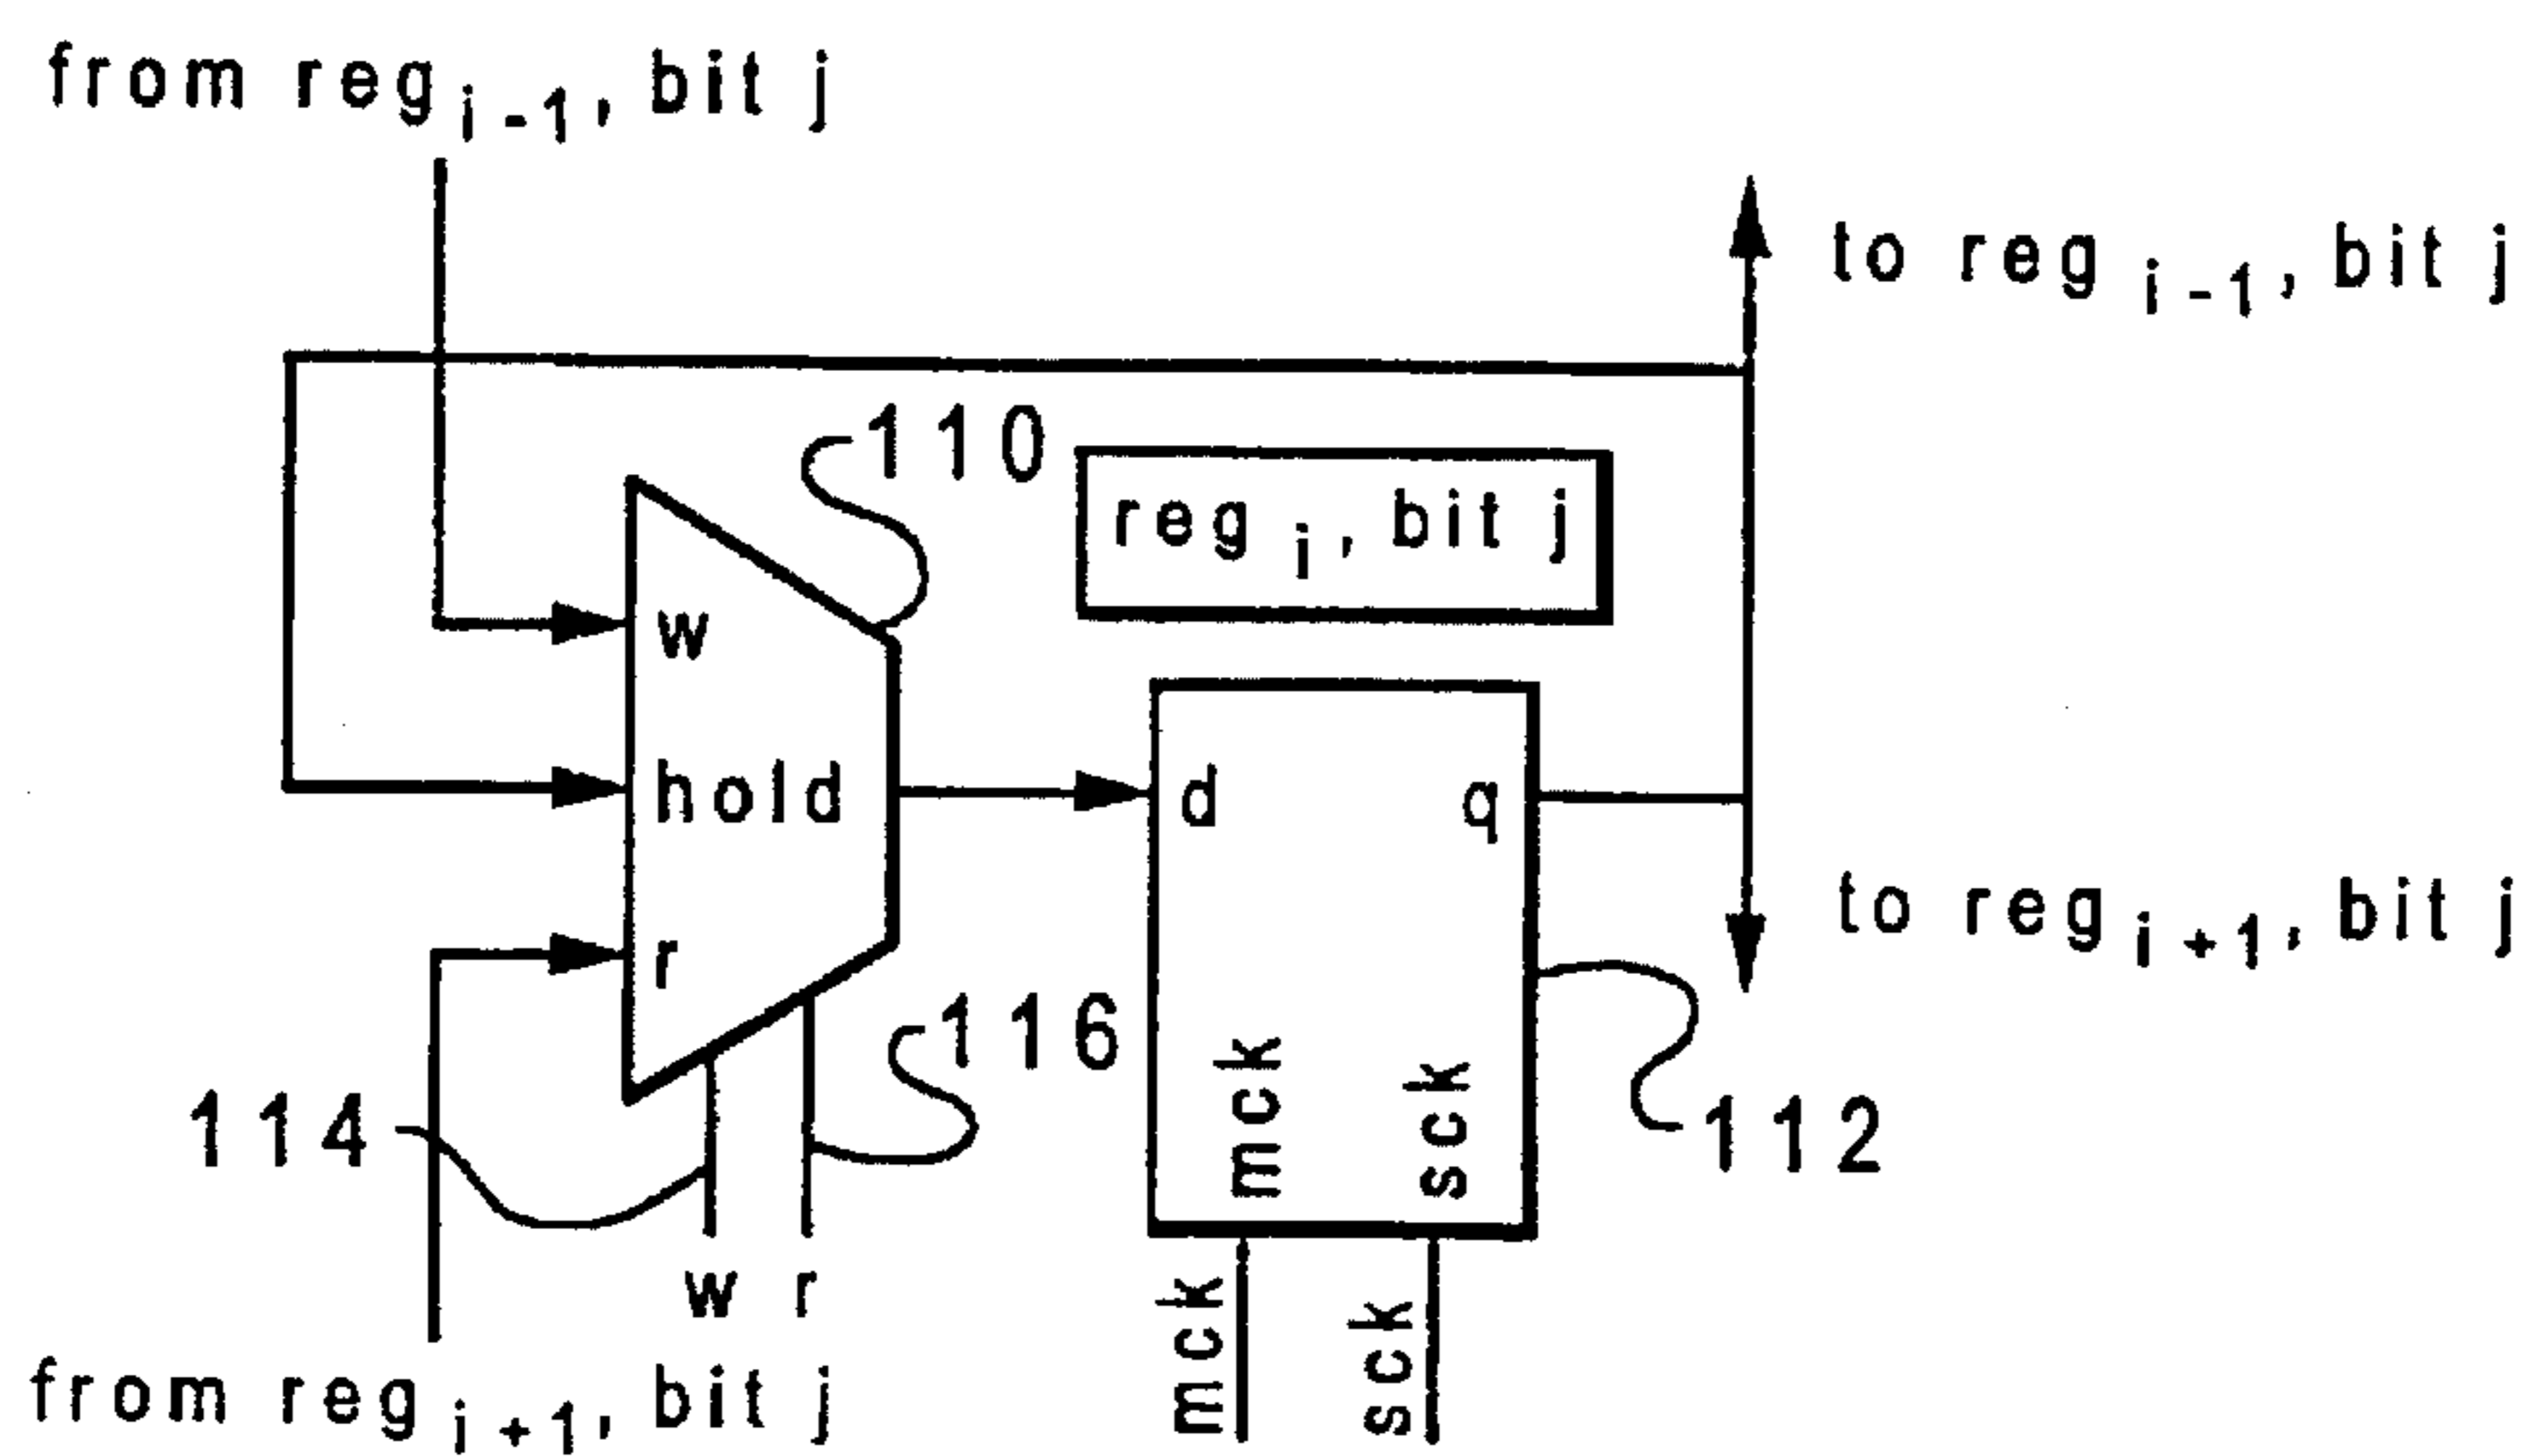 from reg i-1, bit j
to reg i-1, bit j
110
reg i, bit j
w
hold
r
d
q
mck
sck
to reg i+1, bit j
116
114
112
w r
mck
sck
from reg i+1, bit j